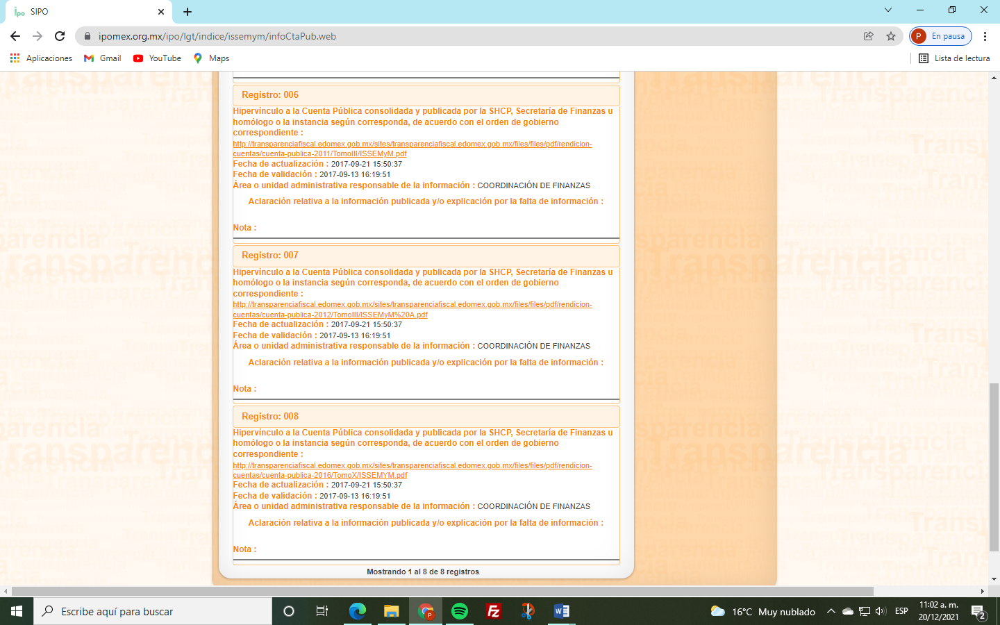 SIPO
ipomex.org.mx/ipo/lgt/indice/issemym/infoCtaPub.web
P
En pausa
Aplicaciones
Gmail
YouTube
Maps
Lista de lectura
Registro: 006
Hipervínculo a la Cuenta Pública consolidada y publicada por la SHCP, Secretaría de Finanzas u
homólogo o la instancia según corresponda, de acuerdo con el orden de gobierno
correspondiente :
http://transparenciafiscal.edomex.gob.mx/sites/transparenciafiscal.edomex.gob.mx/files/files/pdf/rendicion-
cuentas/cuenta-publica-2011/TomoIII/ISSEMyM.pdf
Fecha de actualización : 2017-09-21 15:50:37
Fecha de validación : 2017-09-13 16:19:51
Área o unidad administrativa responsable de la información : COORDINACIÓN DE FINANZAS
Aclaración relativa a la información publicada y/o explicación por la falta de información :
Nota :
Registro: 007
Hipervínculo a la Cuenta Pública consolidada y publicada por la SHCP, Secretaría de Finanzas u
homólogo o la instancia según corresponda, de acuerdo con el orden de gobierno
correspondiente :
http://transparenciafiscal.edomex.gob.mx/sites/transparenciafiscal.edomex.gob.mx/files/files/pdf/rendicion-
cuentas/cuenta-publica-2012/TomoIII/ISSEMyM%20A.pdf
Fecha de actualización : 2017-09-21 15:50:37
Fecha de validación : 2017-09-13 16:19:51
Área o unidad administrativa responsable de la información : COORDINACIÓN DE FINANZAS
Aclaración relativa a la información publicada y/o explicación por la falta de información :
Nota :
Registro: 008
Hipervínculo a la Cuenta Pública consolidada y publicada por la SHCP, Secretaría de Finanzas u
homólogo o la instancia según corresponda, de acuerdo con el orden de gobierno
correspondiente :
http://transparenciafiscal.edomex.gob.mx/sites/transparenciafiscal.edomex.gob.mx/files/files/pdf/rendicion-
cuentas/cuenta-publica-2016/TomoX/ISSEMYM.pdf
Fecha de actualización : 2017-09-21 15:50:37
Fecha de validación : 2017-09-13 16:19:51
Área o unidad administrativa responsable de la información : COORDINACIÓN DE FINANZAS
Aclaración relativa a la información publicada y/o explicación por la falta de información :
Nota :
Mostrando 1 al 8 de 8 registros
Escribe aquí para buscar
16°C Muy nublado
ESP
11:02 a. m.
20/12/2021
2